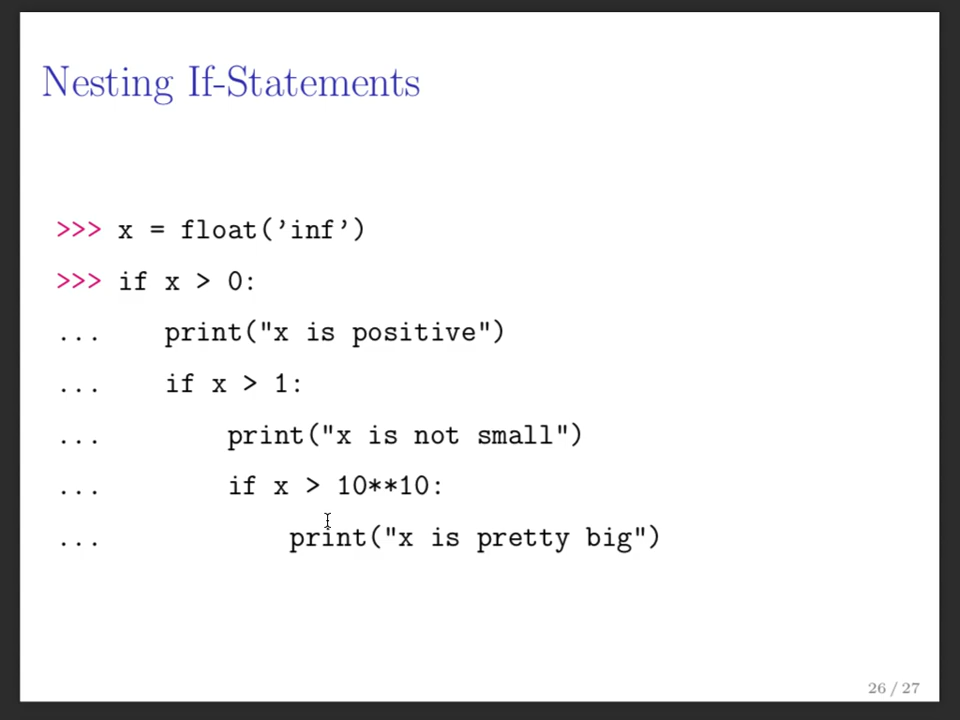 Nesting If-Statements
>>> x = float(’inf’)
>>> if x > 0:
...    print("x is positive")
...    if x > 1:
...        print("x is not small")
...        if x > 10**10:
...            print("x is pretty big")
26 / 27